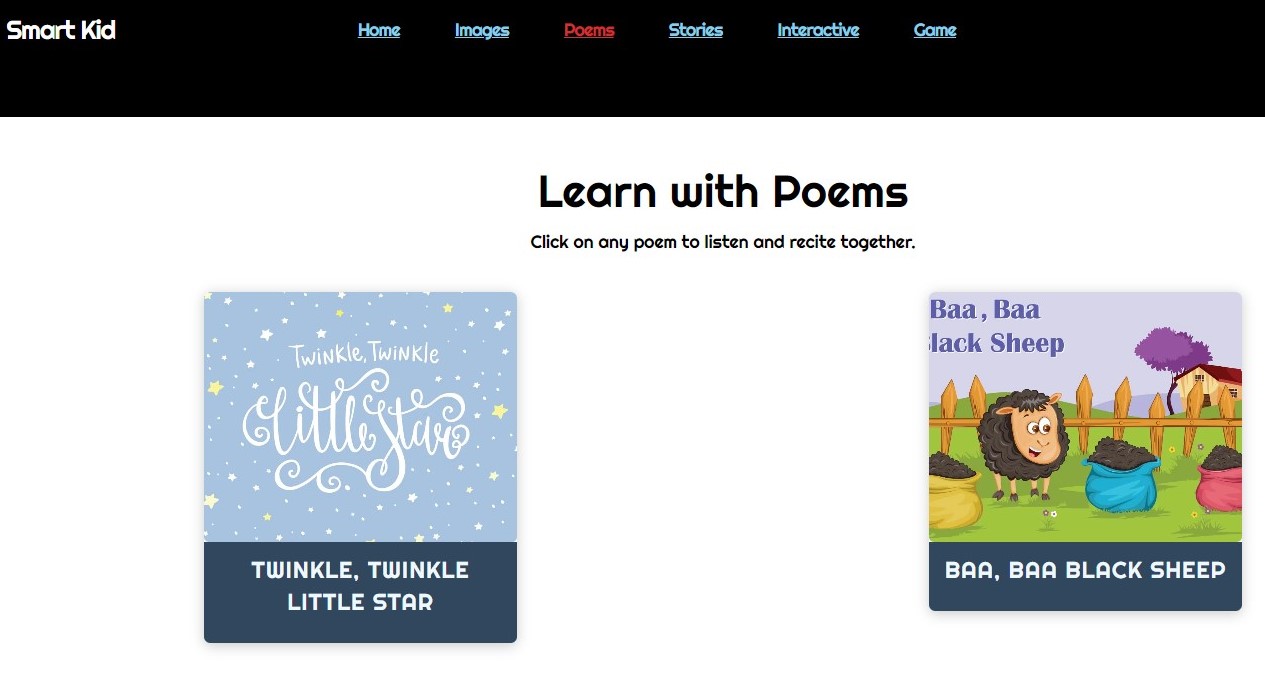 Smart Kid
Home Images Poems Stories Interactive Game
Learn with Poems
Click on any poem to listen and recite together.
Twinkle, Twinkle
Little Star
TWINKLE, TWINKLE
LITTLE STAR
Baa, Baa
lack Sheep
BAA, BAA BLACK SHEEP